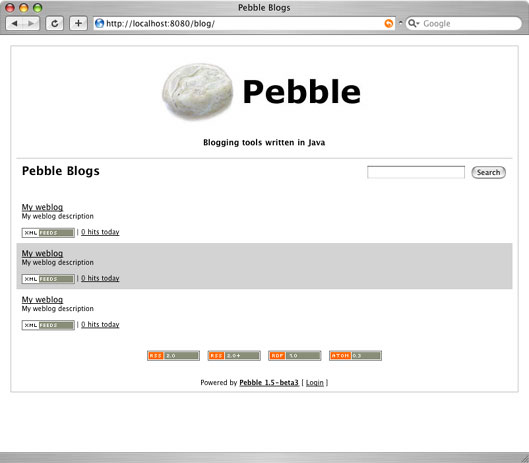 Pebble Blogs
http://localhost:8080/blog/
Google
Pebble
Blogging tools written in Java
Pebble Blogs
Search
My weblog
My weblog description
XML FEEDS | 0 hits today
My weblog
My weblog description
XML FEEDS | 0 hits today
My weblog
My weblog description
XML FEEDS | 0 hits today
RSS 2.0 RSS 2.0+ RDF 1.0 ATOM 0.3
Powered by Pebble 1.5-beta3 [ Login ]